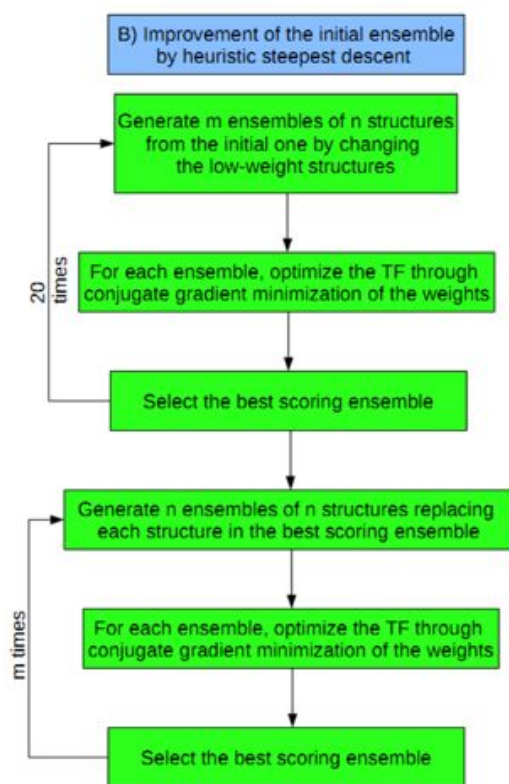 B) Improvement of the initial ensemble
by heuristic steepest descent
Generate m ensembles of n structures
from the initial one by changing
the low-weight structures
20
times
For each ensemble, optimize the TF through
conjugate gradient minimization of the weights
Select the best scoring ensemble
Generate n ensembles of n structures replacing
each structure in the best scoring ensemble
m times
For each ensemble, optimize the TF through
conjugate gradient minimization of the weights
Select the best scoring ensemble